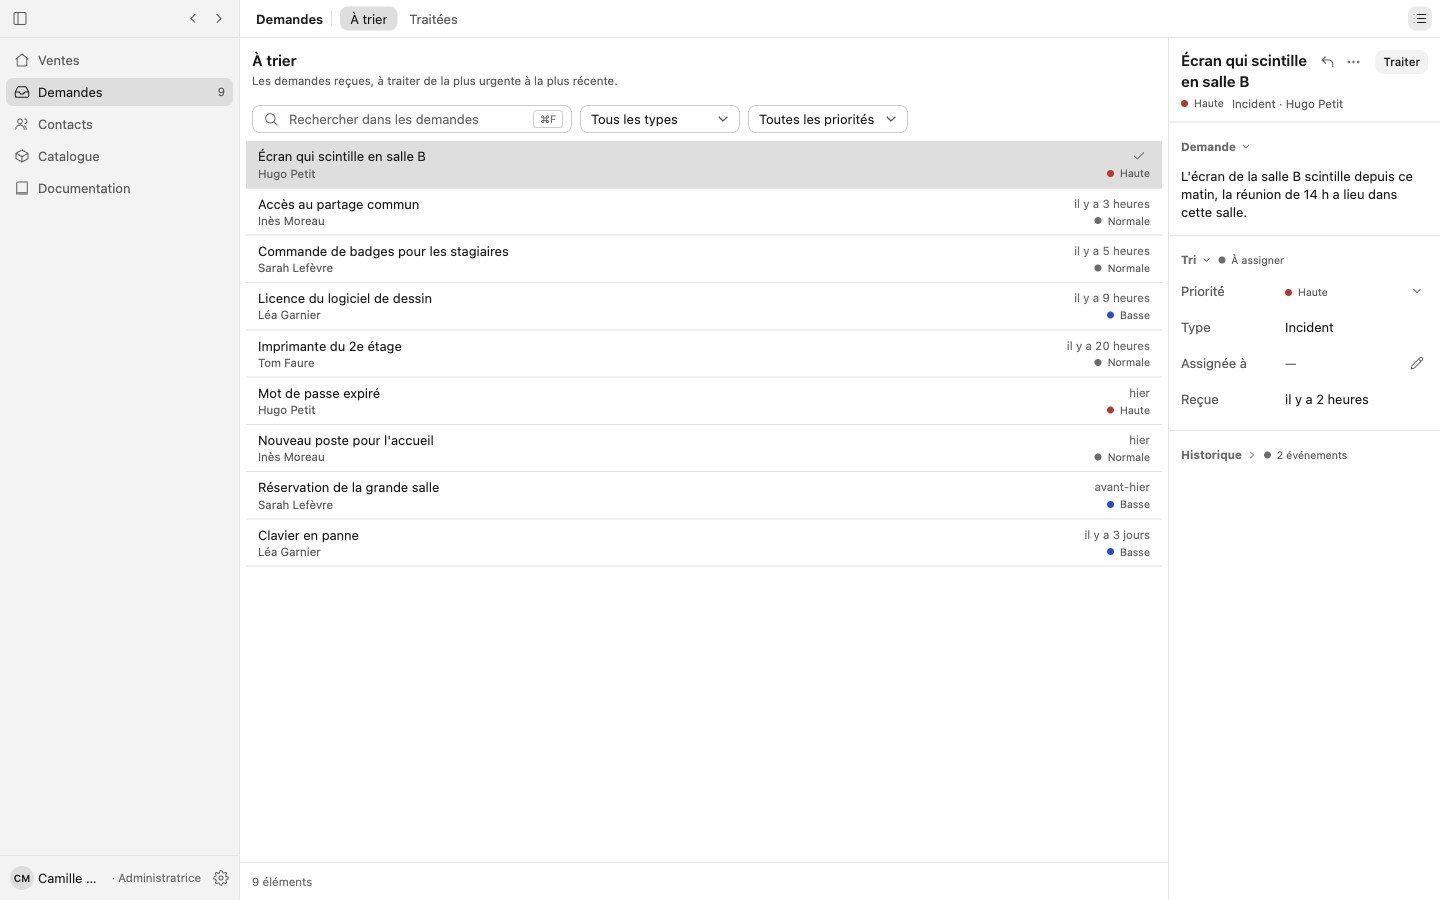 Ventes
Demandes 9
Contacts
Catalogue
Documentation
CM Camille ... · Administratrice
Demandes À trier Traitées
À trier
Les demandes reçues, à traiter de la plus urgente à la plus récente.
Rechercher dans les demandes ⌘F Tous les types Toutes les priorités
Écran qui scintille en salle B
Hugo Petit Haute
Accès au partage commun il y a 3 heures
Inès Moreau Normale
Commande de badges pour les stagiaires il y a 5 heures
Sarah Lefèvre Normale
Licence du logiciel de dessin il y a 9 heures
Léa Garnier Basse
Imprimante du 2e étage il y a 20 heures
Tom Faure Normale
Mot de passe expiré hier
Hugo Petit Haute
Nouveau poste pour l'accueil hier
Inès Moreau Normale
Réservation de la grande salle avant-hier
Sarah Lefèvre Basse
Clavier en panne il y a 3 jours
Léa Garnier Basse
9 éléments
Écran qui scintille
en salle B
Traiter
Haute Incident · Hugo Petit
Demande
L'écran de la salle B scintille depuis ce
matin, la réunion de 14 h a lieu dans
cette salle.
Tri À assigner
Priorité Haute
Type Incident
Assignée à —
Reçue il y a 2 heures
Historique 2 événements